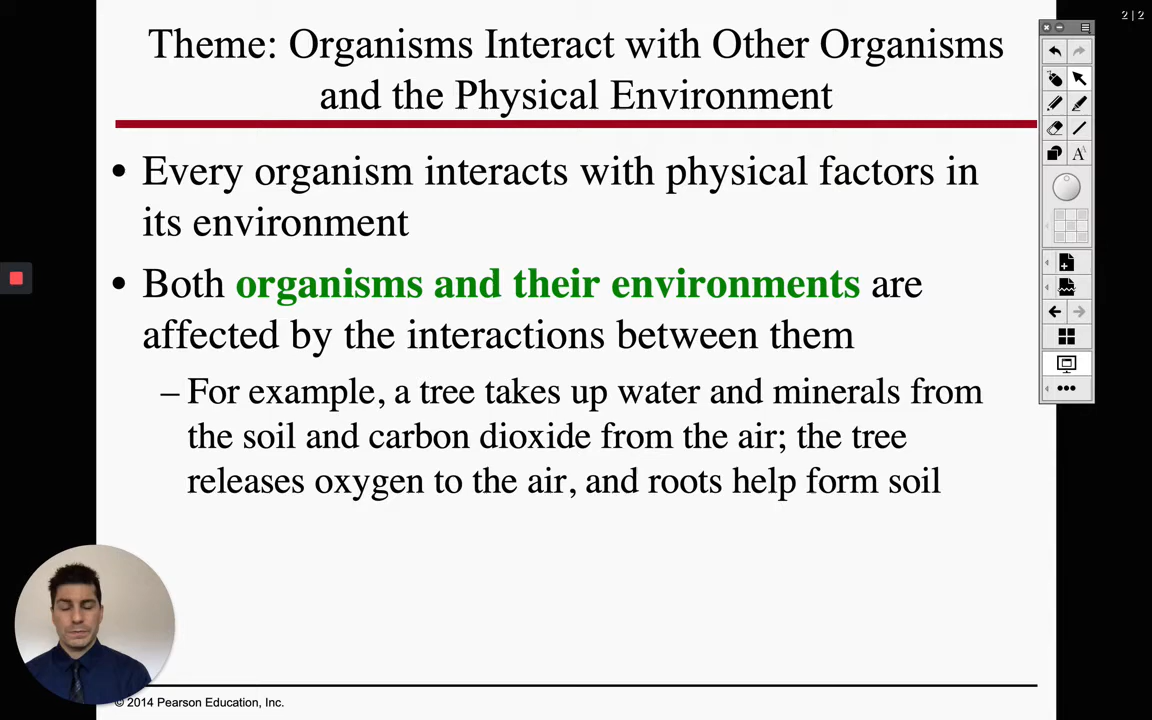 2 | 2
Theme: Organisms Interact with Other Organisms
and the Physical Environment
• Every organism interacts with physical factors in
its environment
• Both organisms and their environments are
affected by the interactions between them
– For example, a tree takes up water and minerals from
the soil and carbon dioxide from the air; the tree
releases oxygen to the air, and roots help form soil
© 2014 Pearson Education, Inc.